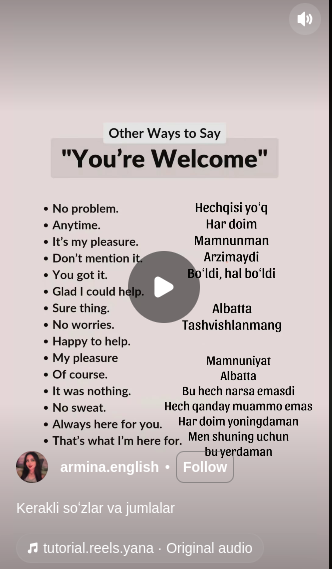 Other Ways to Say
"You're Welcome"
• No problem. Hechqisi yo'q
• Anytime. Har doim
• It's my pleasure. Mamnunman
• Don't mention it. Arzimaydi
• You got it. Bo'ldi, hal bo'ldi
• Glad I could help.
• Sure thing. Albatta
• No worries. Tashvishlanmang
• Happy to help.
• My pleasure Mamnuniyat
• Of course. Albatta
• It was nothing. Bu hech narsa emasdi
• No sweat. Hech qanday muammo emas
• Always here for you. Har doim yoningdaman
• That's what I'm here for. Men shuning uchun
bu yerdaman
armina.english • Follow
Kerakli so'zlar va jumlalar
tutorial.reels.yana · Original audio